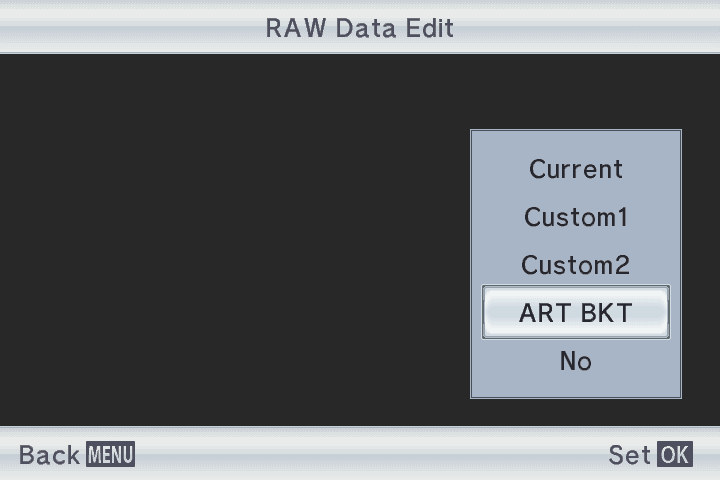 RAW Data Edit
Current
Custom1
Custom2
ART BKT
No
Back MENU
Set OK